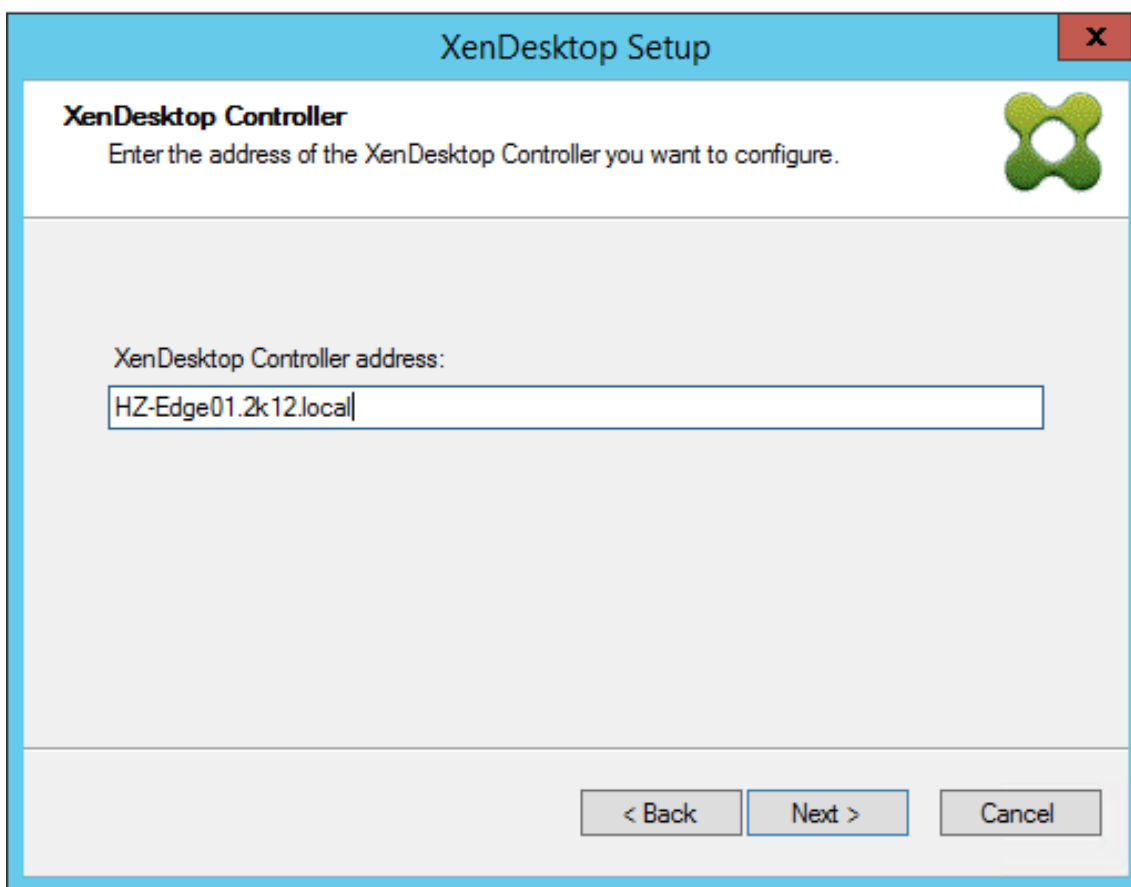 XenDesktop Setup
X
XenDesktop Controller
Enter the address of the XenDesktop Controller you want to configure.
XenDesktop Controller address:
HZ-Edge01.2k12.local
< Back Next > Cancel